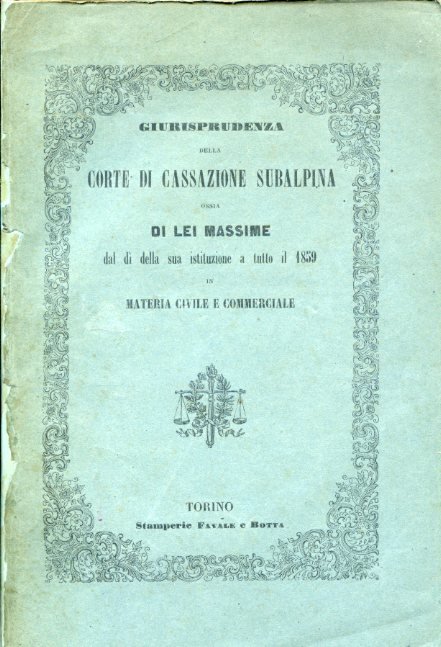 GIURISPRUDENZA
DELLA
CORTE DI CASSAZIONE SUBALPINA
OSSIA
DI LEI MASSIME
dal dì della sua istituzione a tutto il 1859
IN
MATERIA CIVILE E COMMERCIALE
TORINO
Stamperie FAVALE e BOTTA